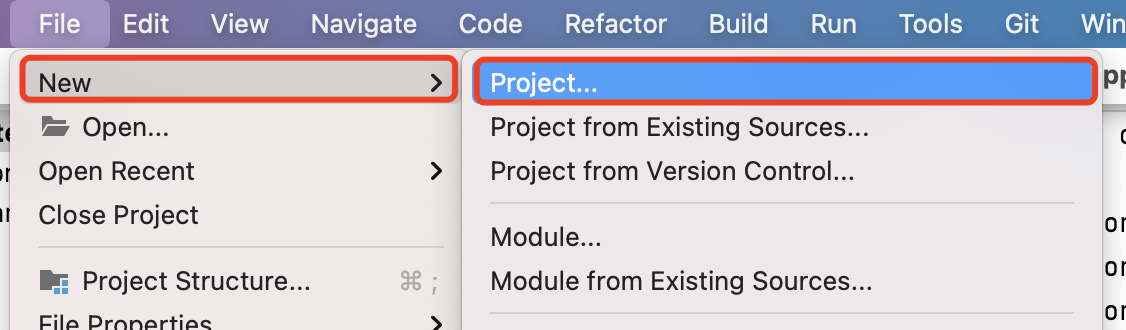 File Edit View Navigate Code Refactor Build Run Tools Git
New
Open...
Open Recent
Close Project
Project Structure... ⌘ ;
File Properties
Project...
Project from Existing Sources...
Project from Version Control...
Module...
Module from Existing Sources...